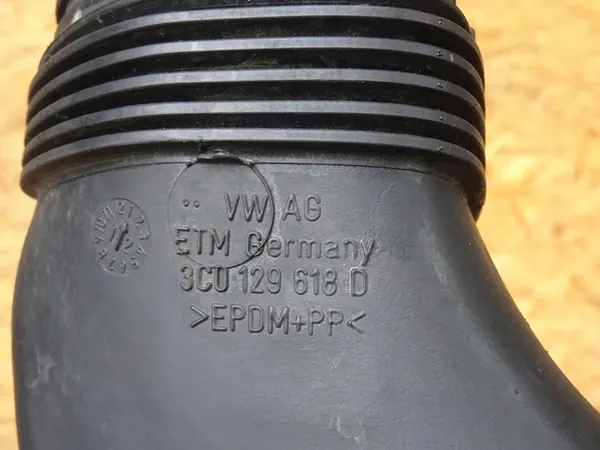 VW AG
ETM Germany
3C0 129 618 D
>EPDM+PP<